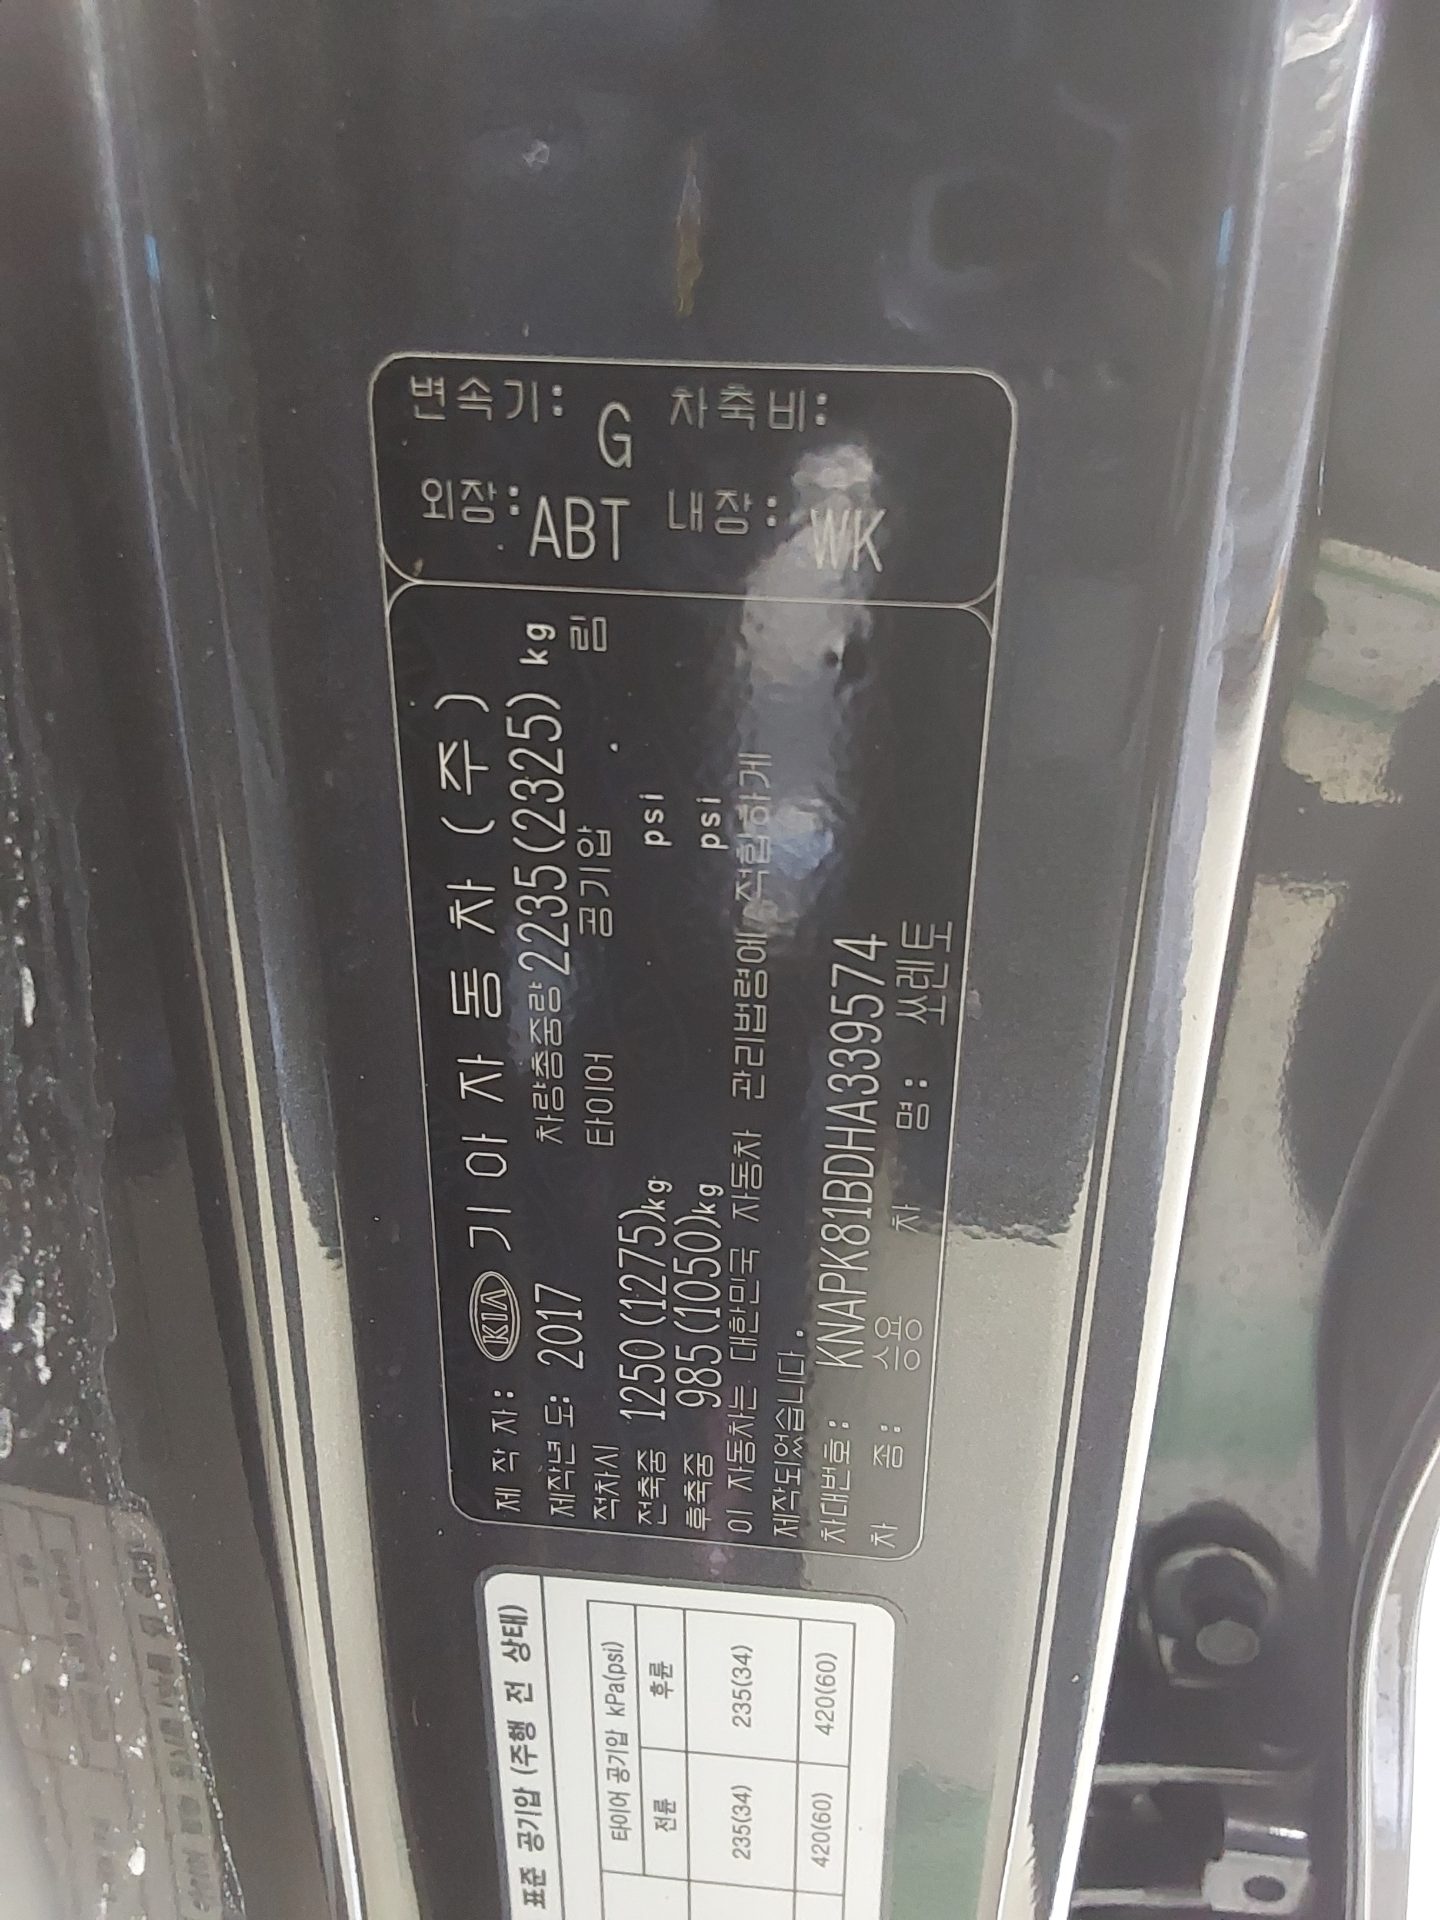 제 작 자: KIA 기 아 자 동 차 (주)
제작년 도: 2017 차량총중량 2235(2325) kg
적차시 타이어 공기압 림
전축중 1250(1275)kg psi
후축중 985(1050)kg psi
이 자동차는 대한민국 자동차 관리법령에 적합하게
제작되었습니다.
차대번호: KNAPK81BDHA339574
차 종: 승용 차 명: 쏘렌토
변속기: G 차축비:
외장: ABT 내장: WK
표준 공기압 (주행 전 상태)
타이어 공기압 kPa(psi)
전륜 후륜
235(34) 235(34)
420(60) 420(60)